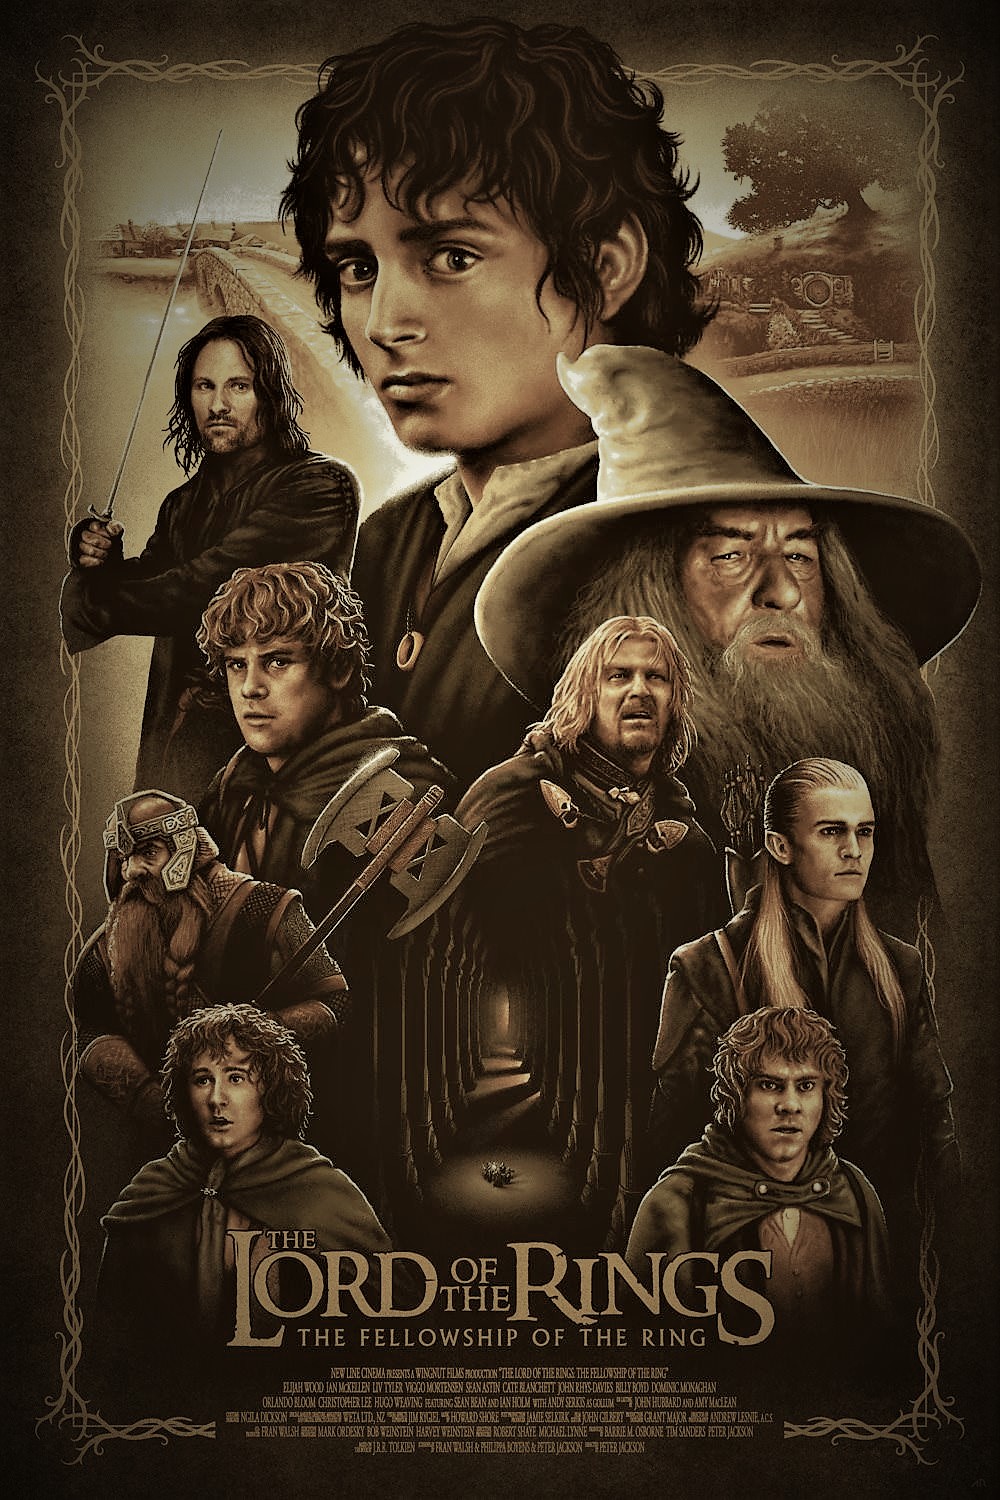 THE
LORD OF THE RINGS
THE FELLOWSHIP OF THE RING
NEW LINE CINEMA PRESENTS A WINGNUT FILMS PRODUCTION "THE LORD OF THE RINGS: THE FELLOWSHIP OF THE RING"
ELIJAH WOOD IAN McKELLEN LIV TYLER VIGGO MORTENSEN SEAN ASTIN CATE BLANCHETT JOHN RHYS-DAVIES BILLY BOYD DOMINIC MONAGHAN
ORLANDO BLOOM CHRISTOPHER LEE HUGO WEAVING FEATURING SEAN BEAN AND IAN HOLM WITH ANDY SERKIS AS GOLLUM JOHN HUBBARD AND AMY MacLEAN
NGILA DICKSON WETA LTD, NZ JIM RYGIEL HOWARD SHORE JAMIE SELKIRK JOHN GILBERT GRANT MAJOR ANDREW LESNIE, A.C.S.
FRAN WALSH MARK ORDESKY BOB WEINSTEIN HARVEY WEINSTEIN ROBERT SHAYE MICHAEL LYNNE BARRIE M. OSBORNE TIM SANDERS PETER JACKSON
J.R.R. TOLKIEN FRAN WALSH & PHILIPPA BOYENS & PETER JACKSON PETER JACKSON